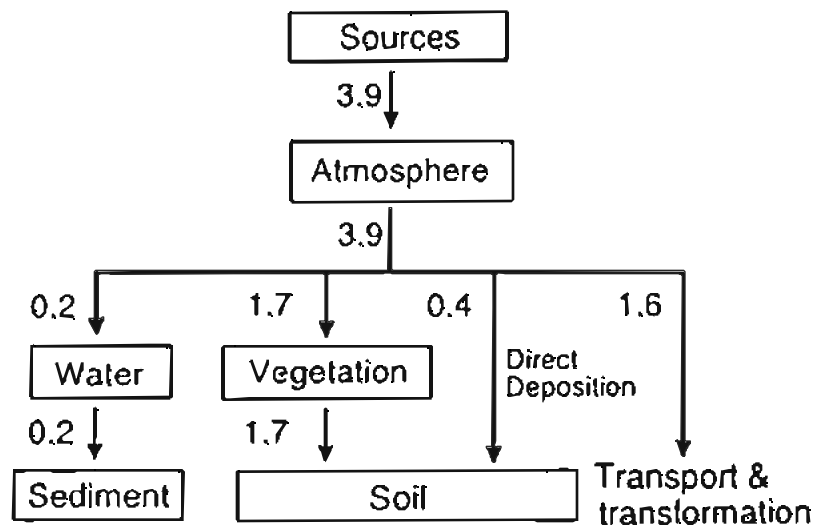 Sources
3.9
Atmosphere
3.9
0.2
1.7
0.4
1.6
Water
Vegetation
Direct
Deposition
0.2
1.7
Sediment
Soil
Transport &
transformation